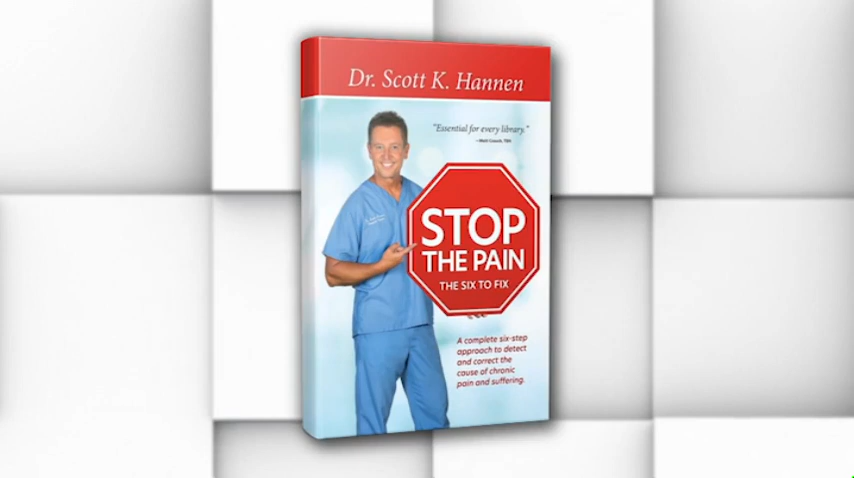 Dr. Scott K. Hannen
"Essential for every library."
STOP
THE PAIN
THE SIX TO FIX
A complete six-step
approach to detect
and correct the
cause of chronic
pain and suffering.